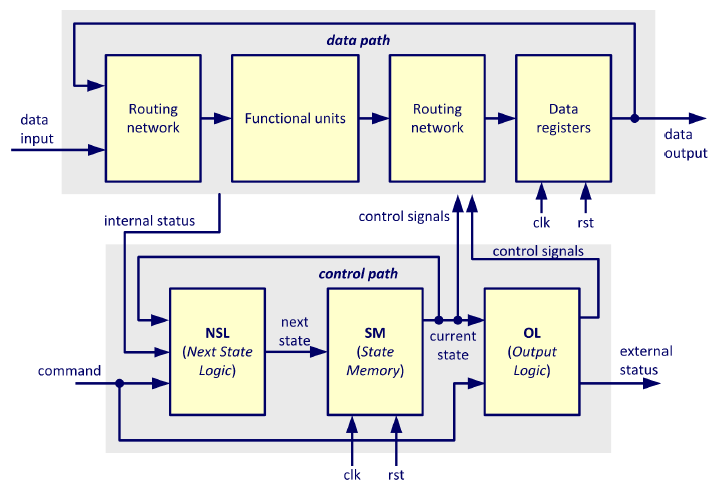 data path
Routing
network
Functional units
Routing
network
Data
registers
data
input
data
output
clk
rst
internal status
control signals
control signals
control path
NSL
(Next State
Logic)
next
state
SM
(State
Memory)
current
state
OL
(Output
Logic)
command
external
status
clk
rst